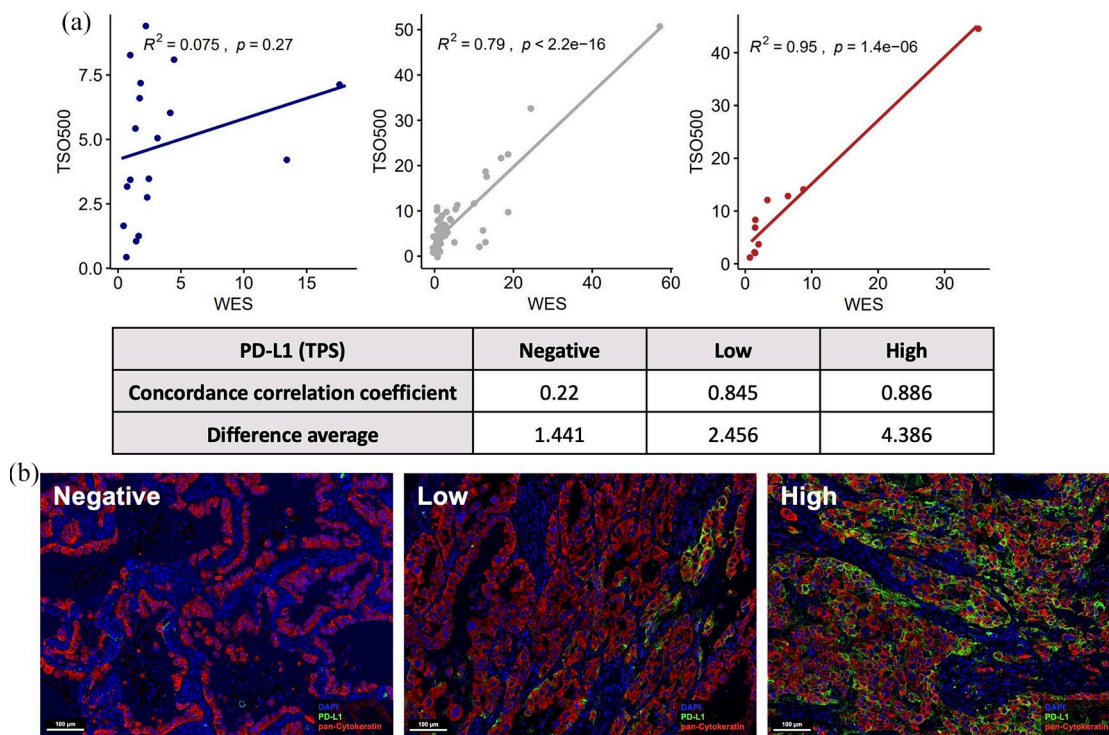 (a)
R² = 0.075 , p = 0.27
TSO500
7.5
5.0
2.5
0.0
0 5 10 15
WES
R² = 0.79 , p < 2.2e−16
TSO500
50
40
30
20
10
0
0 20 40 60
WES
R² = 0.95 , p = 1.4e−06
TSO500
40
30
20
10
0
0 10 20 30
WES
PD-L1 (TPS) Negative Low High
Concordance correlation coefficient 0.22 0.845 0.886
Difference average 1.441 2.456 4.386
(b)
Negative
100 µm
DAPI
PD-L1
pan-Cytokeratin
Low
100 µm
DAPI
PD-L1
pan-Cytokeratin
High
100 µm
DAPI
PD-L1
pan-Cytokeratin